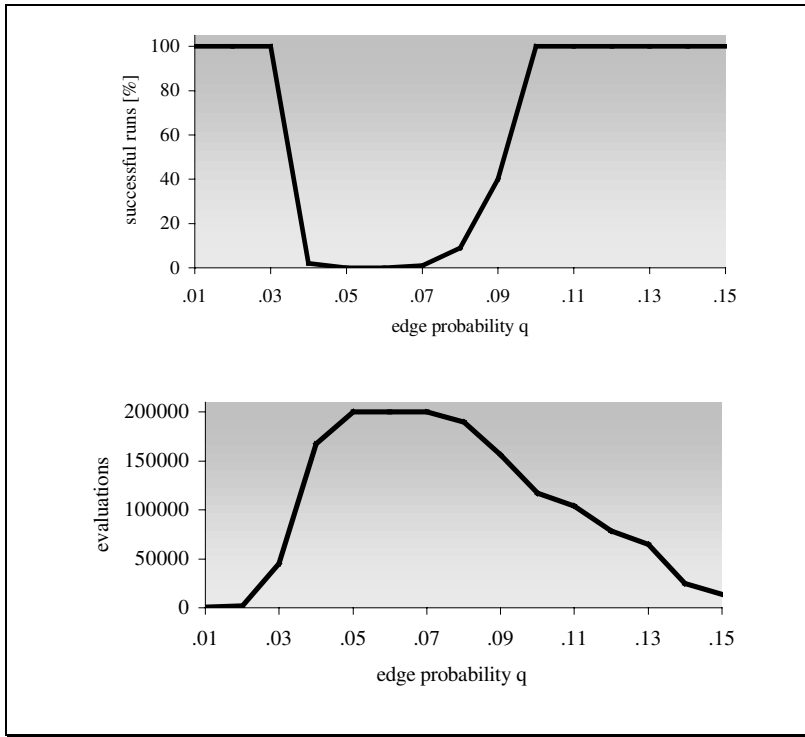 successful runs [%]
100
80
60
40
20
0
.01 .03 .05 .07 .09 .11 .13 .15
edge probability q
evaluations
200000
150000
100000
50000
0
.01 .03 .05 .07 .09 .11 .13 .15
edge probability q